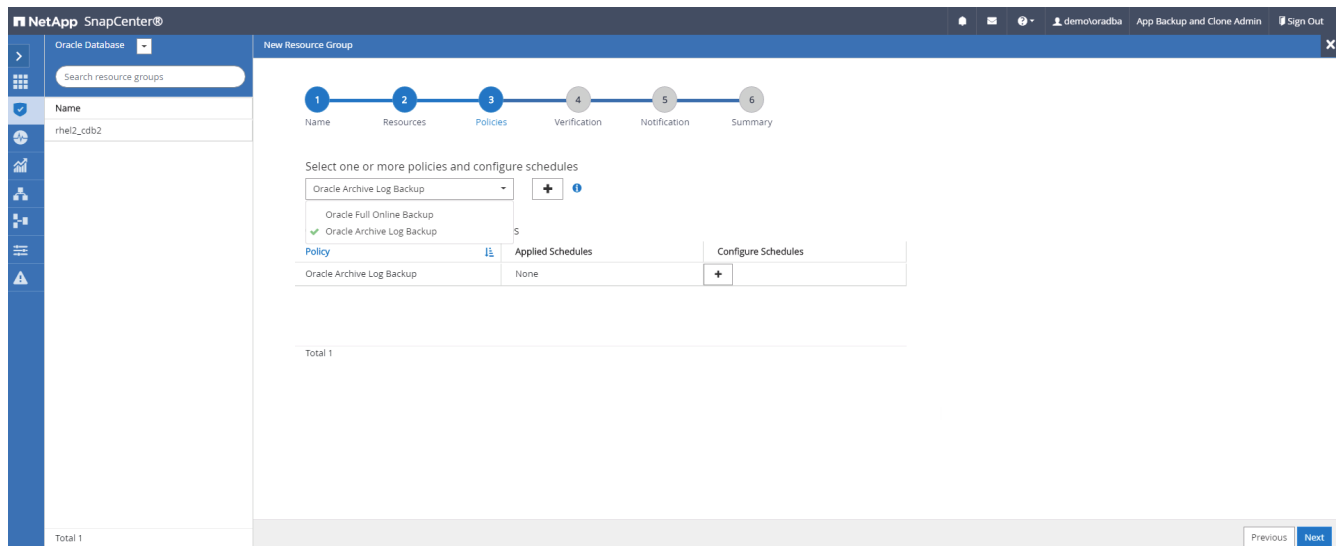 NetApp SnapCenter®
demo\oradba App Backup and Clone Admin Sign Out
Oracle Database
New Resource Group
Search resource groups
Name
rhel2_cdb2
1 2 3 4 5 6
Name Resources Policies Verification Notification Summary
Select one or more policies and configure schedules
Oracle Archive Log Backup
Oracle Full Online Backup
Oracle Archive Log Backup
s
Policy Applied Schedules Configure Schedules
Oracle Archive Log Backup None
Total 1
Total 1
Previous Next